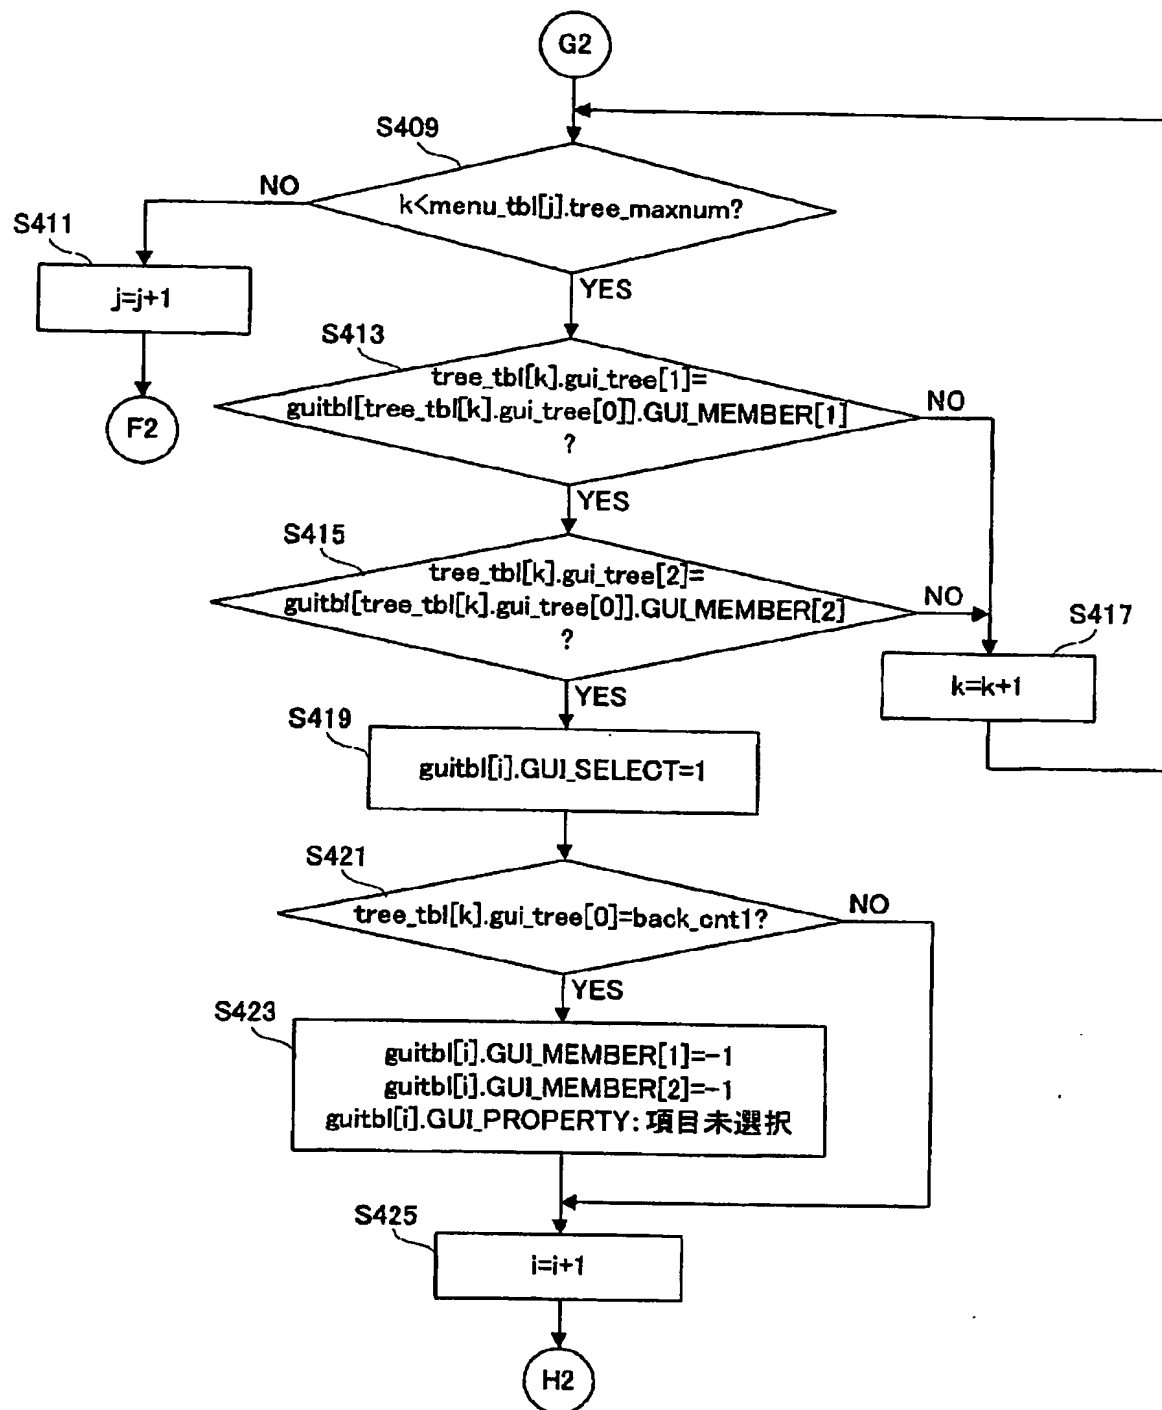 G2
S409
k<menu_tbl[j].tree_maxnum?
NO
YES
S411
j=j+1
F2
S413
tree_tbl[k].gui_tree[1]=
guitbl[tree_tbl[k].gui_tree[0]].GUI_MEMBER[1]
?
NO
YES
S415
tree_tbl[k].gui_tree[2]=
guitbl[tree_tbl[k].gui_tree[0]].GUI_MEMBER[2]
?
NO
YES
S417
k=k+1
S419
guitbl[i].GUI_SELECT=1
S421
tree_tbl[k].gui_tree[0]=back_cnt1?
NO
YES
S423
guitbl[i].GUI_MEMBER[1]=-1
guitbl[i].GUI_MEMBER[2]=-1
guitbl[i].GUI_PROPERTY:項目未選択
S425
i=i+1
H2